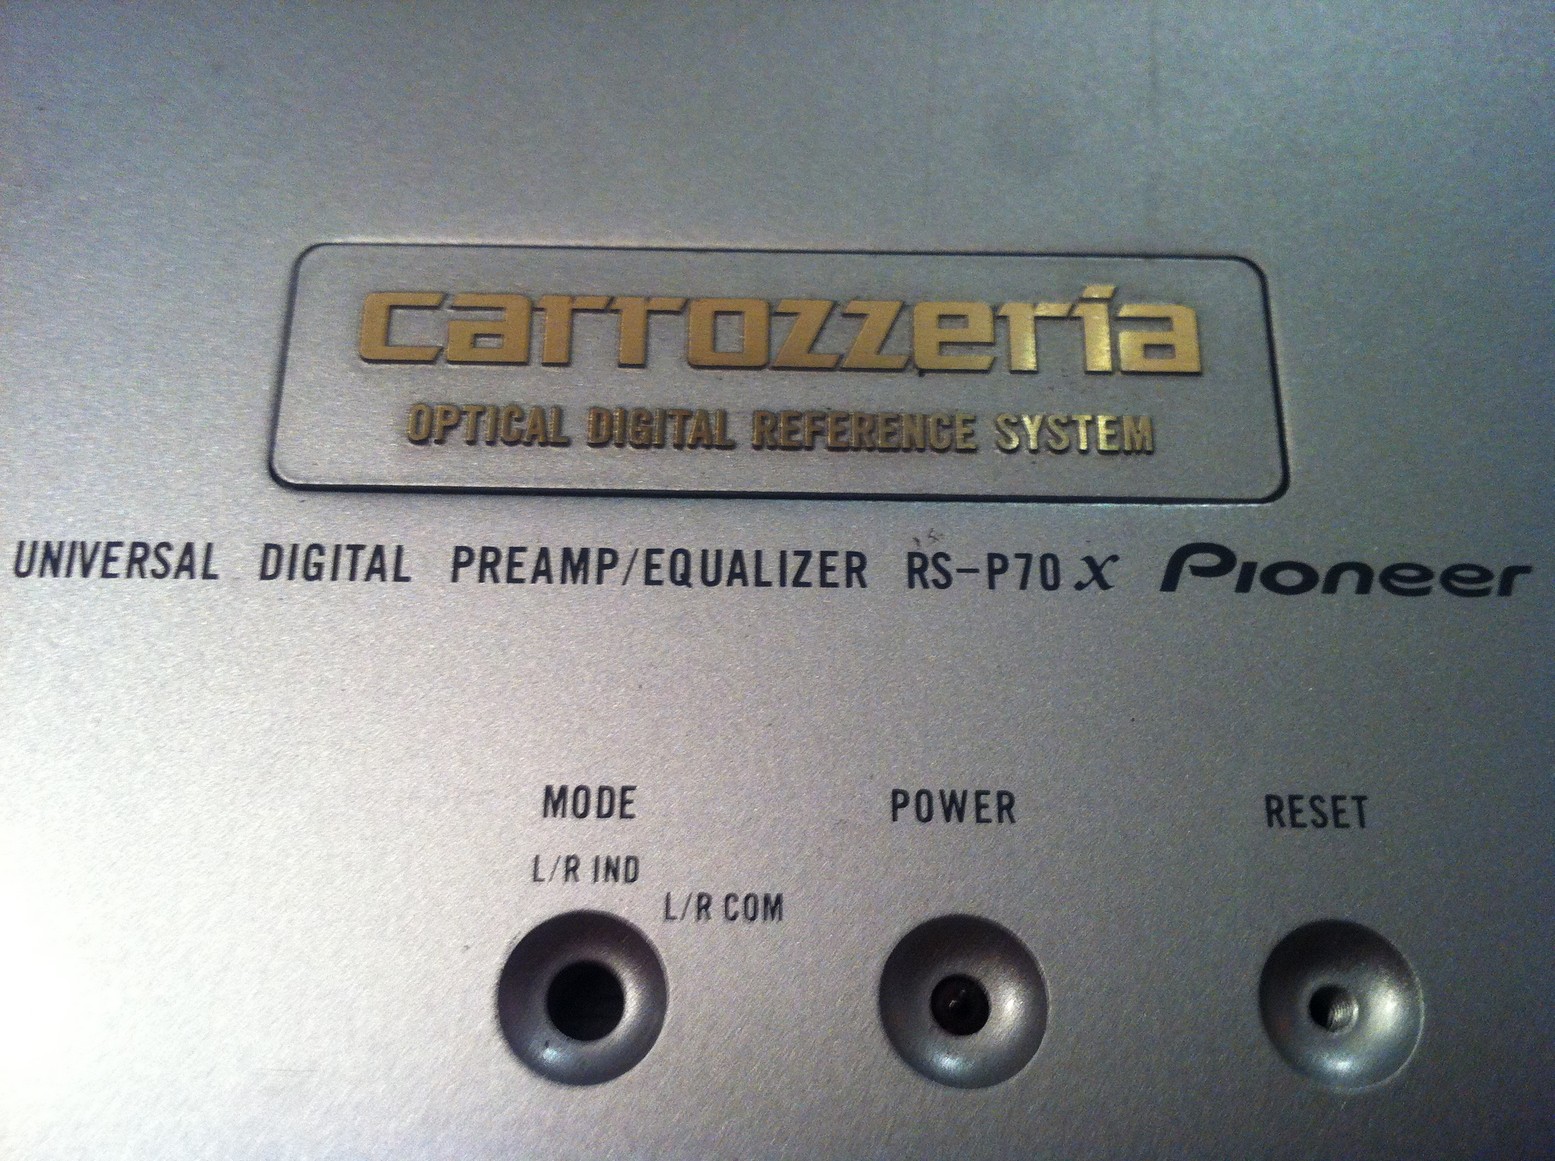 carrozzeria
OPTICAL DIGITAL REFERENCE SYSTEM
UNIVERSAL DIGITAL PREAMP/EQUALIZER RS-P70X Pioneer
MODE POWER RESET
L/R IND
L/R COM